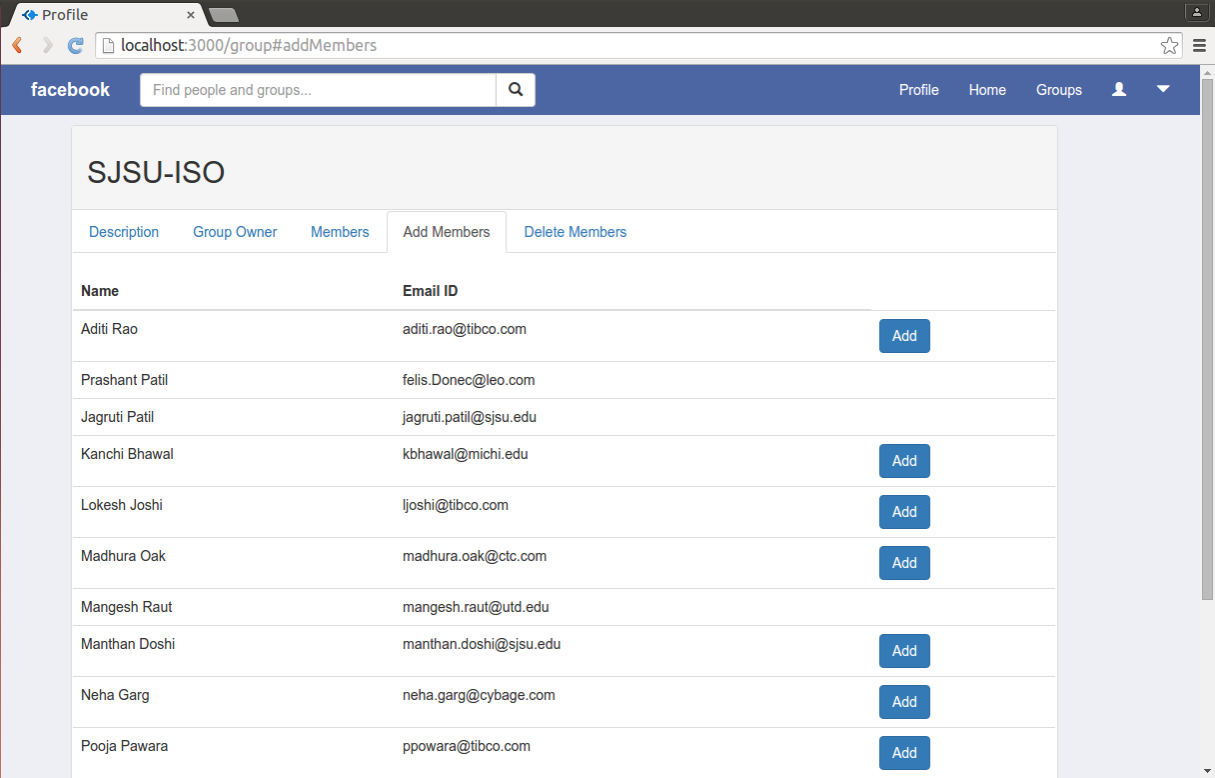 Profile ×
localhost:3000/group#addMembers
facebook Find people and groups... Profile Home Groups
SJSU-ISO
Description Group Owner Members Add Members Delete Members
Name Email ID
Aditi Rao aditi.rao@tibco.com Add
Prashant Patil felis.Donec@leo.com
Jagruti Patil jagruti.patil@sjsu.edu
Kanchi Bhawal kbhawal@michi.edu Add
Lokesh Joshi ljoshi@tibco.com Add
Madhura Oak madhura.oak@ctc.com Add
Mangesh Raut mangesh.raut@utd.edu
Manthan Doshi manthan.doshi@sjsu.edu Add
Neha Garg neha.garg@cybage.com Add
Pooja Pawara ppowara@tibco.com Add